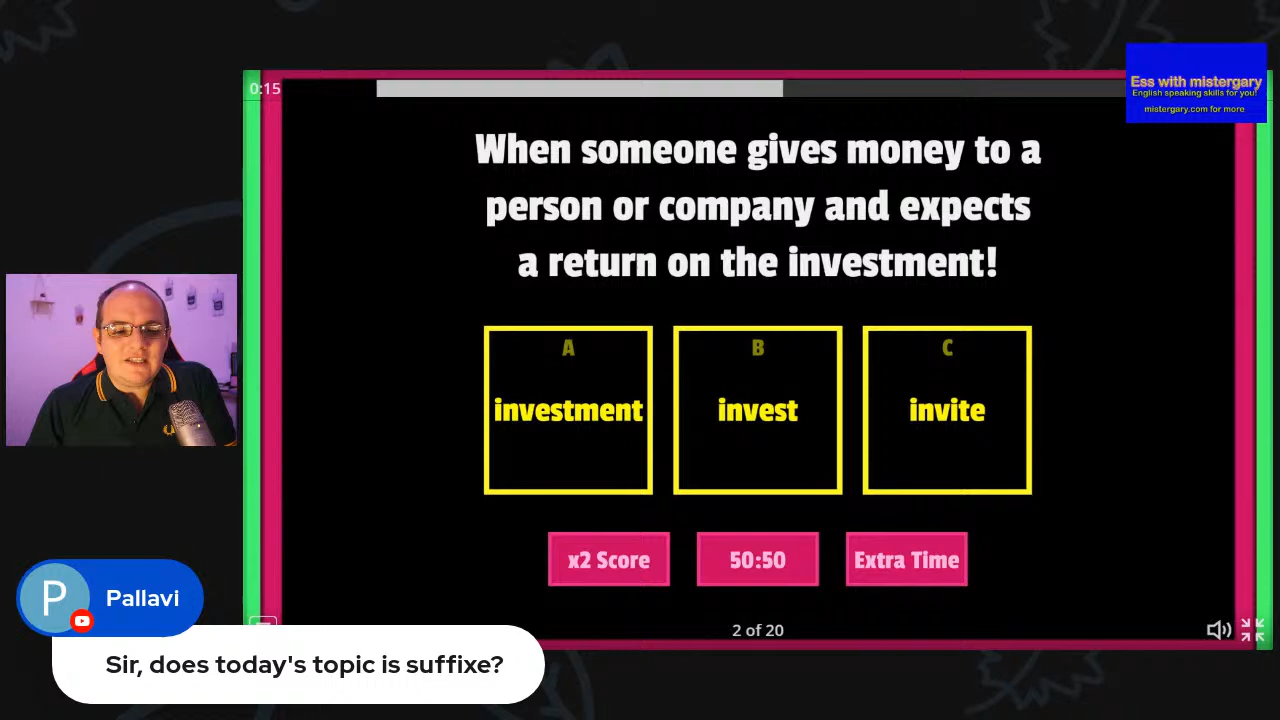 0:15
Ess with mistergary
English speaking skills for you!
mistergary.com for more
When someone gives money to a
person or company and expects
a return on the investment!
A
B
C
investment
invest
invite
x2 Score
50:50
Extra Time
2 of 20
P
Pallavi
Sir, does today's topic is suffixe?